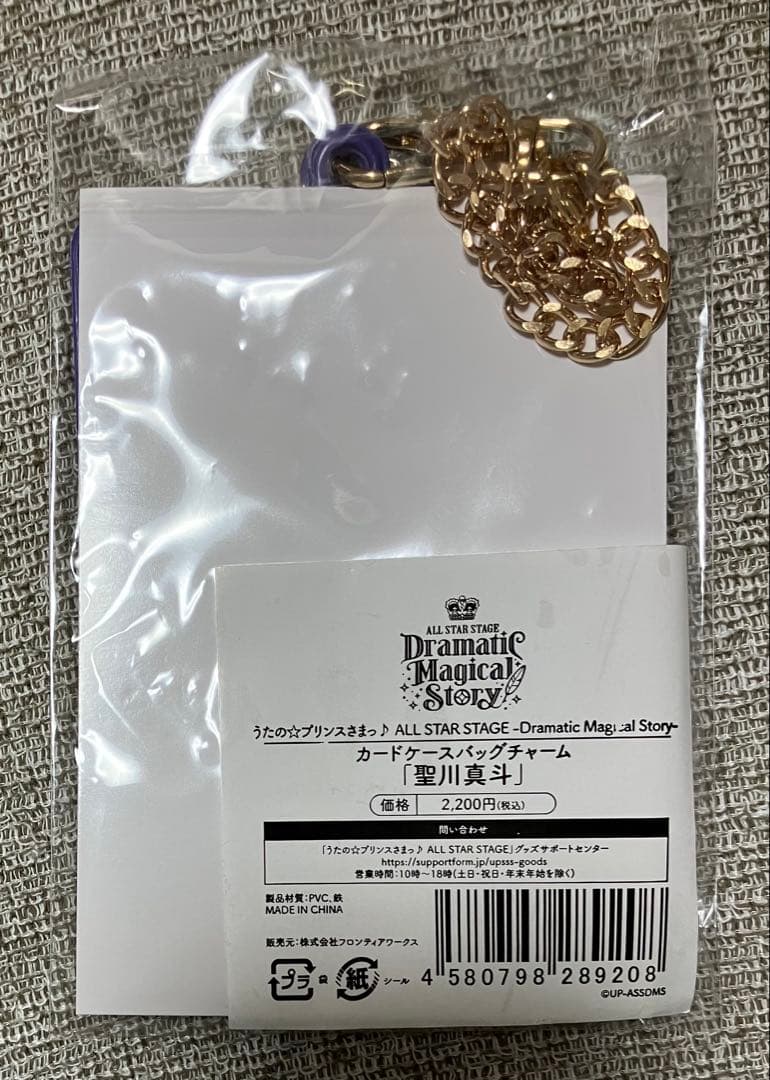 ALL STAR STAGE
Dramatic
Magical
Story
うたの☆プリンスさまっ♪ ALL STAR STAGE -Dramatic Magical Story-
カードケースバッグチャーム
「聖川真斗」
価格 2,200円(税込)
問い合わせ
「うたの☆プリンスさまっ♪ ALL STAR STAGE」グッズサポートセンター
https://supportform.jp/upsss-goods
営業時間:10時～18時(土日・祝日・年末年始を除く)
製品材質:PVC、鉄
MADE IN CHINA
販売元:株式会社フロンティアワークス
プラ 袋 紙 シール
4 580798 289208
©UP-ASSDMS